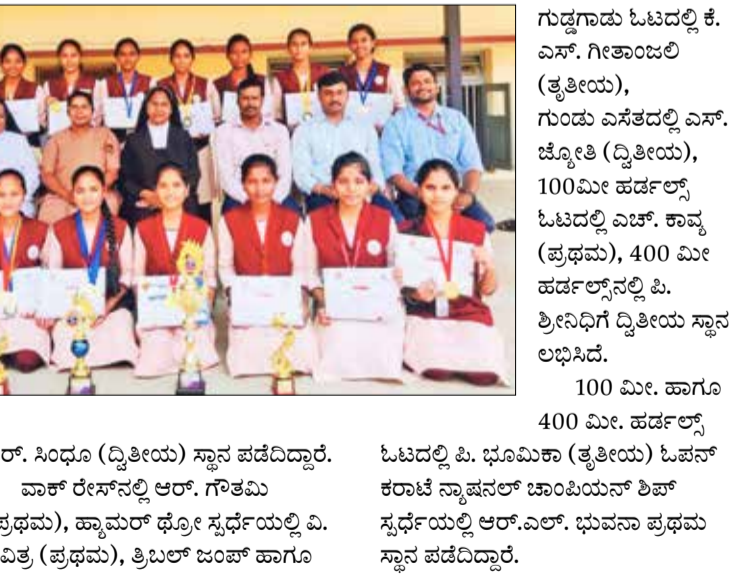 ರ್. ಸಿಂಧೂ (ದ್ವಿತೀಯ) ಸ್ಥಾನ ಪಡೆದಿದ್ದಾರೆ.
ವಾಕ್ ರೇಸ್‌ನಲ್ಲಿ ಆರ್. ಗೌತಮಿ
ಪ್ರಥಮ), ಹ್ಯಾಮರ್ ಥ್ರೋ ಸ್ಪರ್ಧೆಯಲ್ಲಿ ವಿ.
ವಿತ್ರ (ಪ್ರಥಮ), ತ್ರಿಬಲ್ ಜಂಪ್ ಹಾಗೂ
ಗುಡ್ಡಗಾಡು ಓಟದಲ್ಲಿ ಕೆ.
ಎಸ್. ಗೀತಾಂಜಲಿ
(ತೃತೀಯ),
ಗುಂಡು ಎಸೆತದಲ್ಲಿ ಎಸ್.
ಜ್ಯೋತಿ (ದ್ವಿತೀಯ),
100ಮೀ ಹರ್ಡಲ್ಸ್
ಓಟದಲ್ಲಿ ಎಚ್. ಕಾವ್ಯ
(ಪ್ರಥಮ), 400 ಮೀ
ಹರ್ಡಲ್ಸ್‌ನಲ್ಲಿ ಪಿ.
ಶ್ರೀನಿಧಿಗೆ ದ್ವಿತೀಯ ಸ್ಥಾನ
ಲಭಿಸಿದೆ.
100 ಮೀ. ಹಾಗೂ
400 ಮೀ. ಹರ್ಡಲ್ಸ್
ಓಟದಲ್ಲಿ ಪಿ. ಭೂಮಿಕಾ (ತೃತೀಯ) ಓಪನ್
ಕರಾಟೆ ನ್ಯಾಷನಲ್ ಚಾಂಪಿಯನ್ ಶಿಪ್
ಸ್ಪರ್ಧೆಯಲ್ಲಿ ಆರ್.ಎಲ್. ಭುವನಾ ಪ್ರಥಮ
ಸ್ಥಾನ ಪಡೆದಿದ್ದಾರೆ.